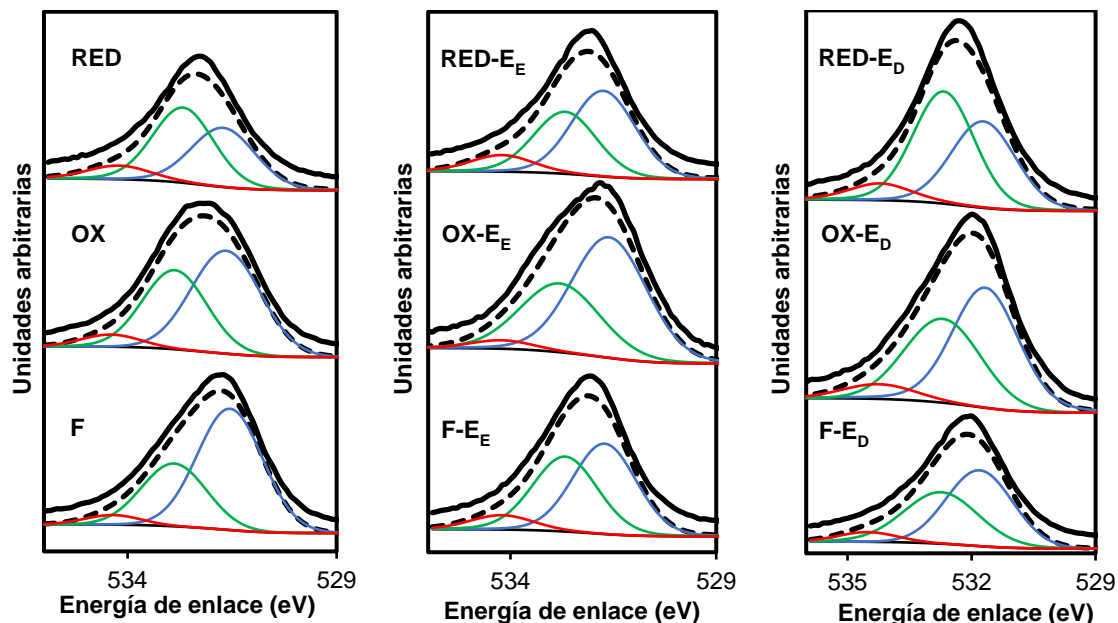 Unidades arbitrarias
RED
OX
F
534
529
Energía de enlace (eV)
Unidades arbitrarias
RED-EE
OX-EE
F-EE
534
529
Energía de enlace (eV)
Unidades arbitrarias
RED-ED
OX-ED
F-ED
535
532
529
Energía de enlace (eV)